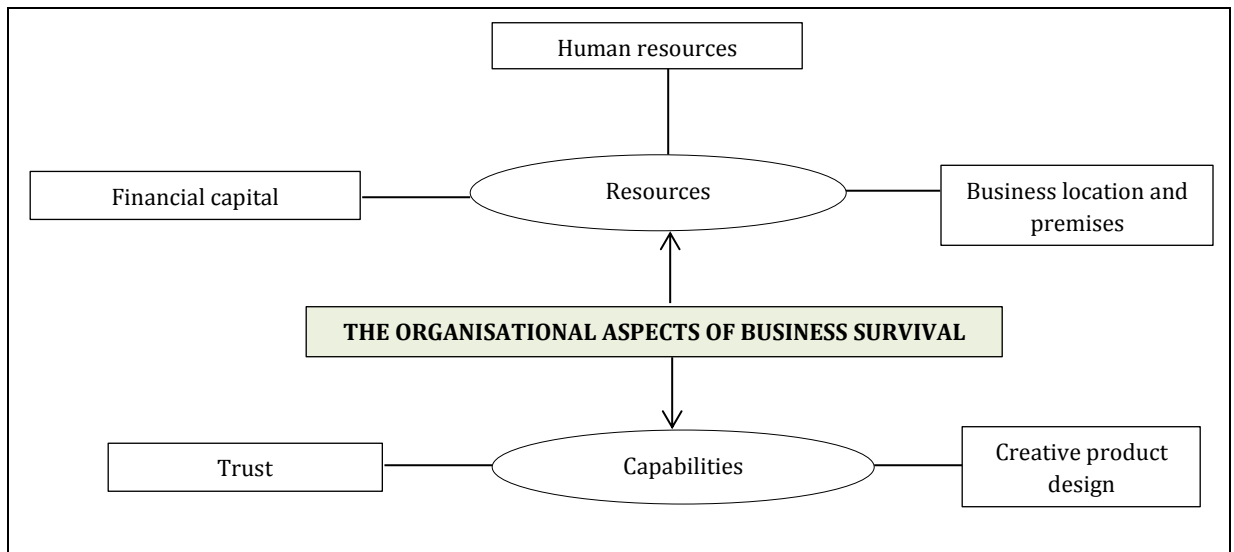 Human resources
Financial capital
Resources
Business location and
premises
THE ORGANISATIONAL ASPECTS OF BUSINESS SURVIVAL
Trust
Capabilities
Creative product
design